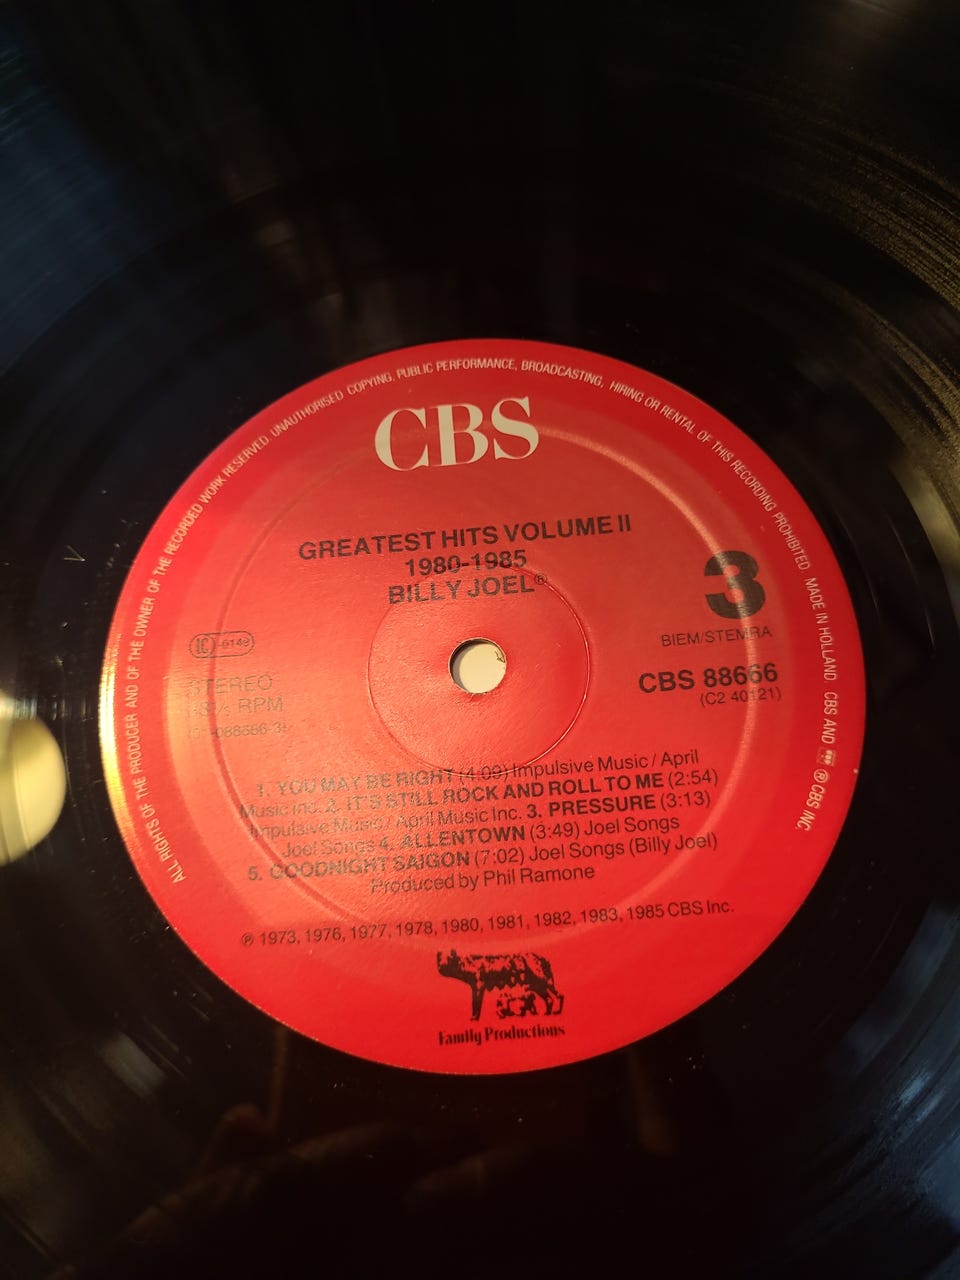 ALL RIGHTS OF THE PRODUCER AND OF THE OWNER OF THE RECORDED WORK RESERVED. UNAUTHORISED COPYING, PUBLIC PERFORMANCE, BROADCASTING, HIRING OR RENTAL OF THIS RECORDING PROHIBITED. MADE IN HOLLAND. CBS AND ℗ CBS INC.
CBS
GREATEST HITS VOLUME II
1980-1985
BILLY JOEL®
3
BIEM/STEMRA
LC 0149
STEREO
RPM
CBS 88666
(C2 40121)
1. YOU MAY BE RIGHT (4:09) Impulsive Music / April
Music Inc. 2. IT'S STILL ROCK AND ROLL TO ME (2:54)
Impulsive Music / April Music Inc. 3. PRESSURE (3:13)
Joel Songs 4. ALLENTOWN (3:49) Joel Songs
5. GOODNIGHT SAIGON (7:02) Joel Songs (Billy Joel)
Produced by Phil Ramone
℗ 1973, 1976, 1977, 1978, 1980, 1981, 1982, 1983, 1985 CBS Inc.
Family Productions